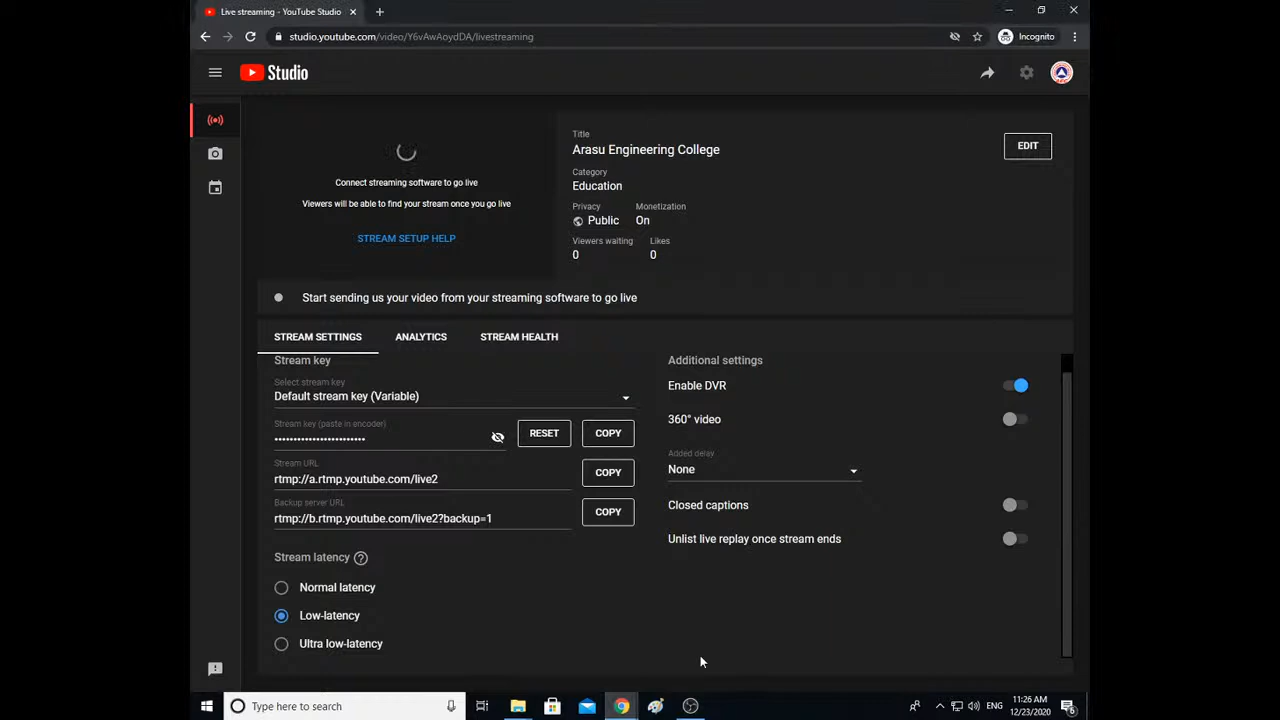 Live streaming - YouTube Studio
studio.youtube.com/video/Y6vAwAoydDA/livestreaming
Incognito
Studio
Connect streaming software to go live
Viewers will be able to find your stream once you go live
STREAM SETUP HELP
Title
Arasu Engineering College
EDIT
Category
Education
Privacy
Monetization
Public
On
Viewers waiting
Likes
0
0
Start sending us your video from your streaming software to go live
STREAM SETTINGS
ANALYTICS
STREAM HEALTH
Stream key
Select stream key
Default stream key (Variable)
Stream key (paste in encoder)
••••••••••••••••••••••••
RESET
COPY
Stream URL
rtmp://a.rtmp.youtube.com/live2
COPY
Backup server URL
rtmp://b.rtmp.youtube.com/live2?backup=1
COPY
Stream latency
Normal latency
Low-latency
Ultra low-latency
Additional settings
Enable DVR
360° video
Added delay
None
Closed captions
Unlist live replay once stream ends
Type here to search
ENG
11:26 AM
12/23/2020